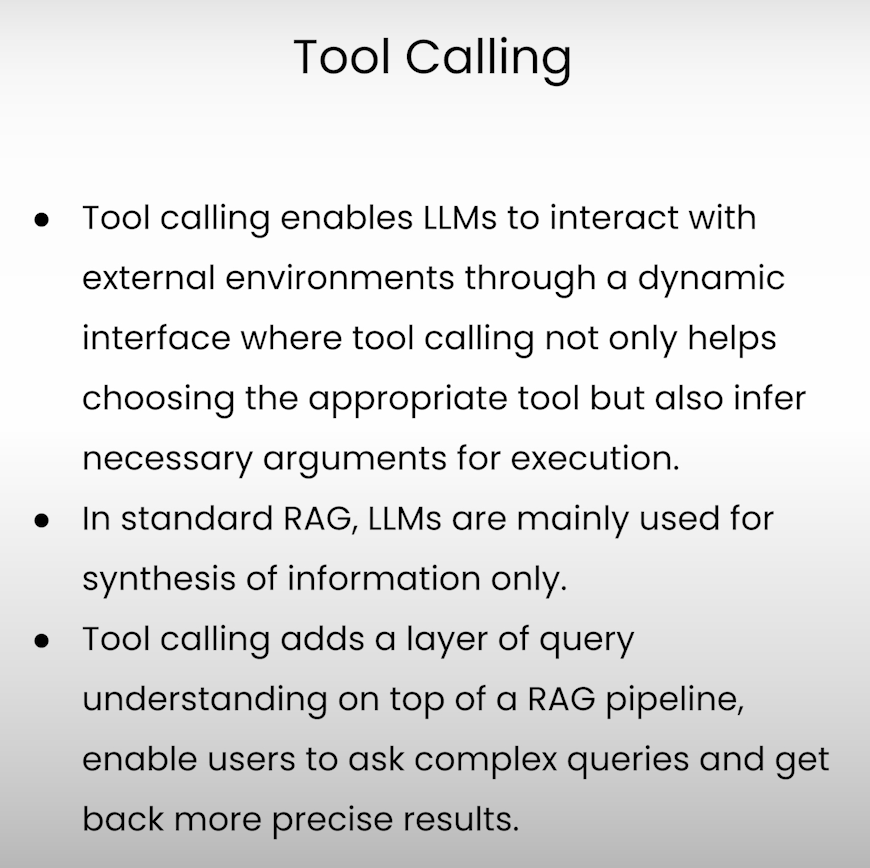 Tool Calling
● Tool calling enables LLMs to interact with
external environments through a dynamic
interface where tool calling not only helps
choosing the appropriate tool but also infer
necessary arguments for execution.
● In standard RAG, LLMs are mainly used for
synthesis of information only.
● Tool calling adds a layer of query
understanding on top of a RAG pipeline,
enable users to ask complex queries and get
back more precise results.